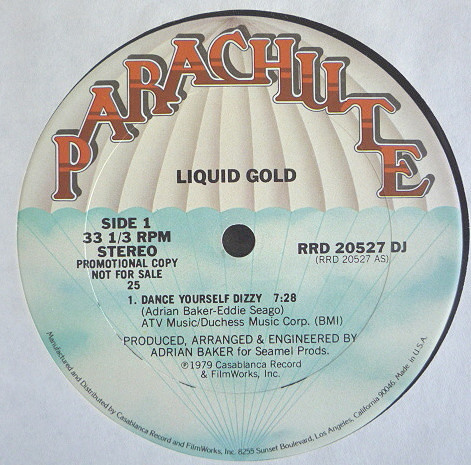 PARACHUTE
LIQUID GOLD
SIDE 1
33 1/3 RPM
STEREO
PROMOTIONAL COPY
NOT FOR SALE
25
RRD 20527 DJ
(RRD 20527 AS)
1. DANCE YOURSELF DIZZY 7:28
(Adrian Baker-Eddie Seago)
ATV Music/Duchess Music Corp. (BMI)
PRODUCED, ARRANGED & ENGINEERED BY
ADRIAN BAKER for Seamel Prods.
℗1979 Casablanca Record
& FilmWorks, Inc.
Manufactured and Distributed by Casablanca Record and FilmWorks, Inc. 8255 Sunset Boulevard, Los Angeles, California 90046. Made in U.S.A.